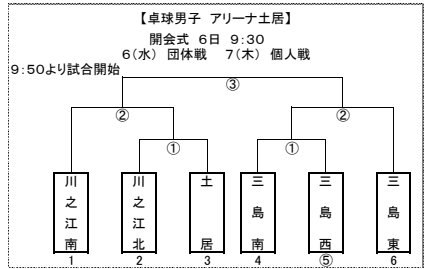 【卓球男子 アリーナ土居】
開会式 6日 9:30
6(水) 団体戦 7(木) 個人戦
9:50より試合開始
③
② ②
① ①
川之江南 川之江北 土居 三島南 三島西 三島東
1 2 3 4 ⑤ 6